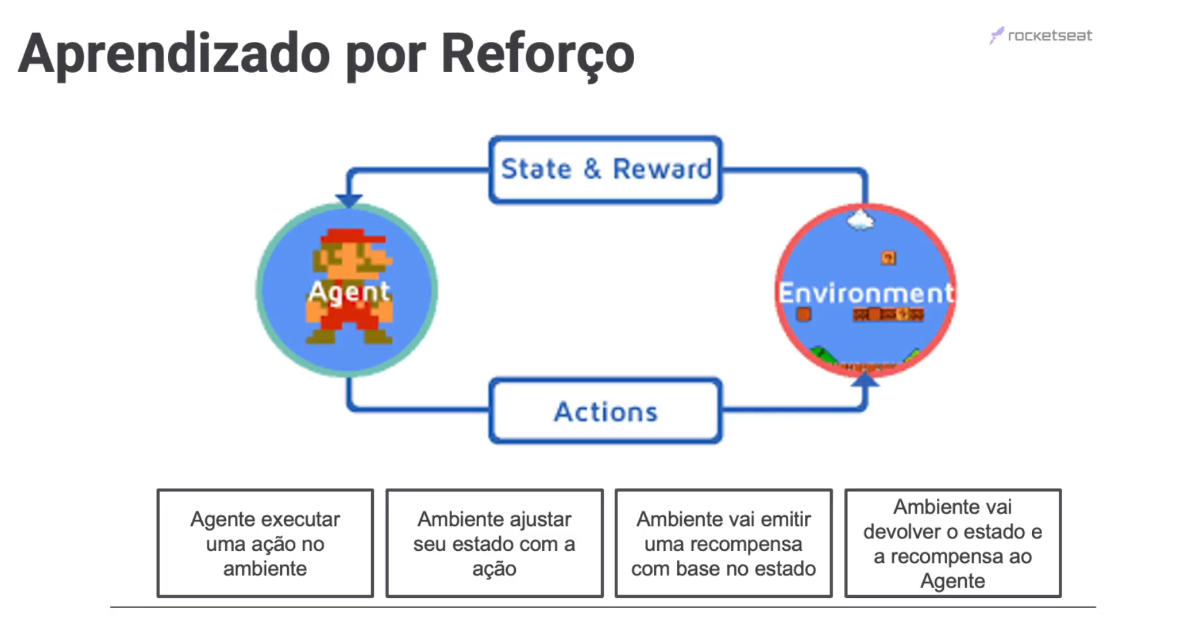 Aprendizado por Reforço
rocketseat
State & Reward
Agent
Environment
?
?
Actions
Agente executar
uma ação no
ambiente
Ambiente ajustar
seu estado com a
ação
Ambiente vai emitir
uma recompensa
com base no estado
Ambiente vai
devolver o estado e
a recompensa ao
Agente